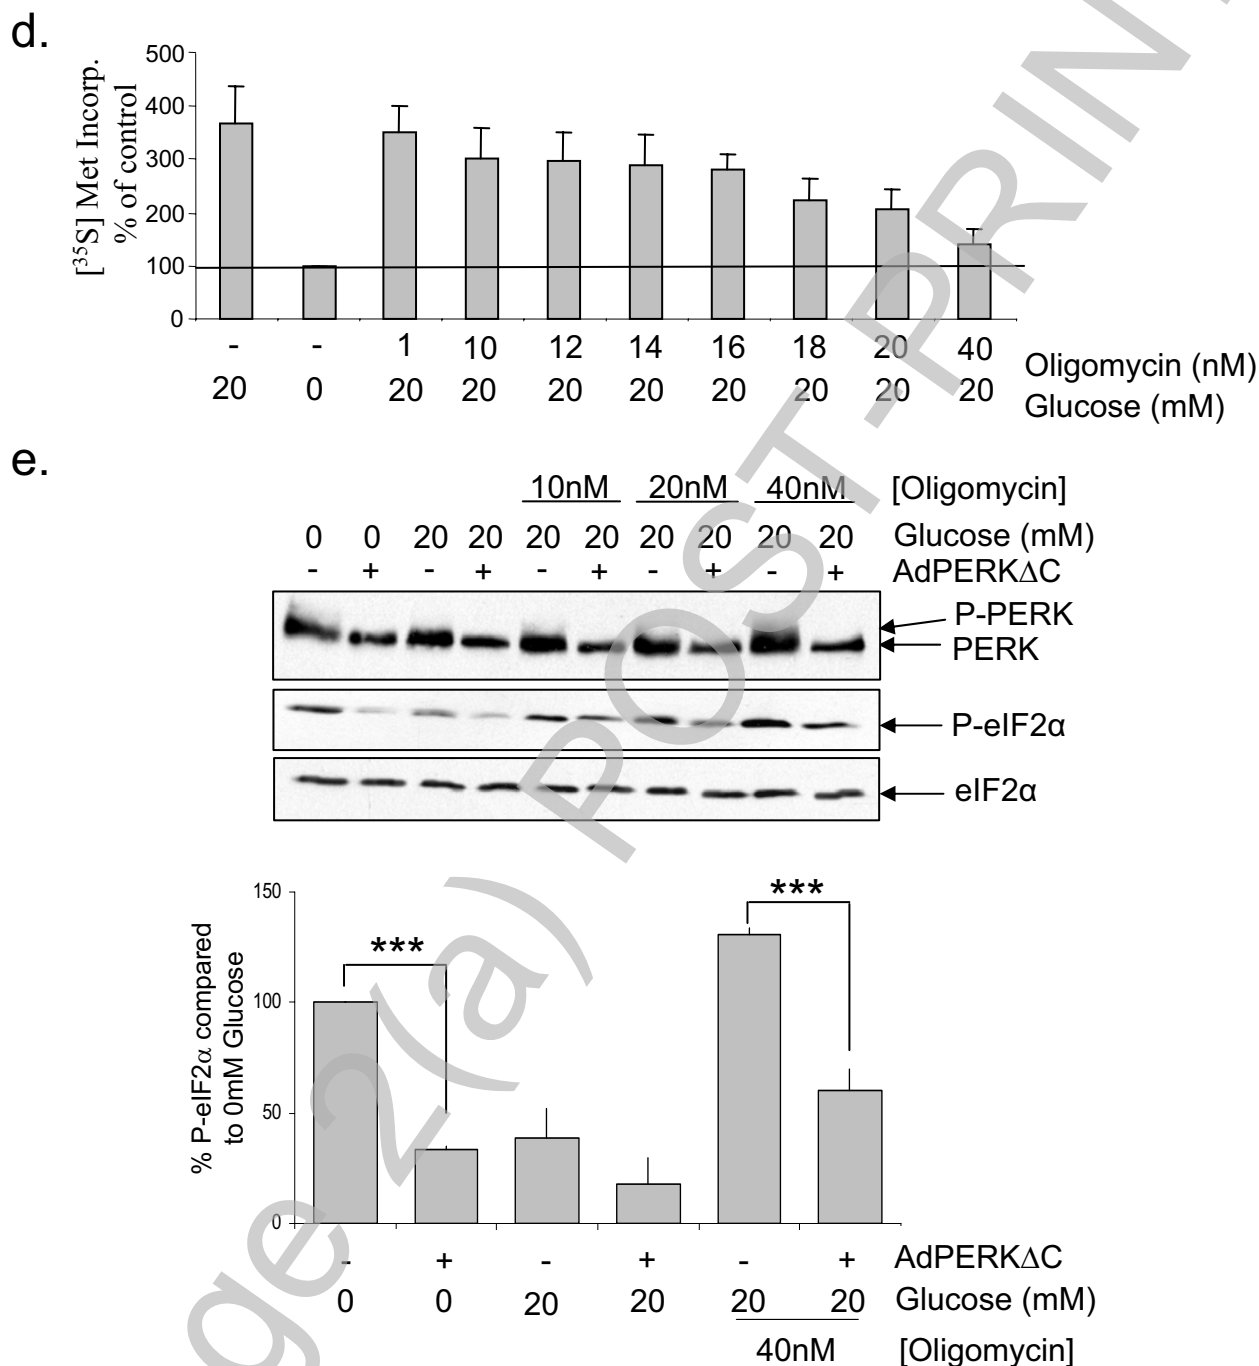 d.
500
400
300
200
100
0
[³⁵S] Met Incorp.
% of control
- - 1 10 12 14 16 18 20 40 Oligomycin (nM)
20 0 20 20 20 20 20 20 20 20 Glucose (mM)
e.
10nM 20nM 40nM [Oligomycin]
0 0 20 20 20 20 20 20 20 20 Glucose (mM)
- + - + - + - + - + AdPERKΔC
P-PERK
PERK
P-eIF2α
eIF2α
150
100
50
0
% P-eIF2α compared
to 0mM Glucose
*** ***
- + - + - + AdPERKΔC
0 0 20 20 20 20 Glucose (mM)
40nM [Oligomycin]
ge 2(a) POST-PRINT